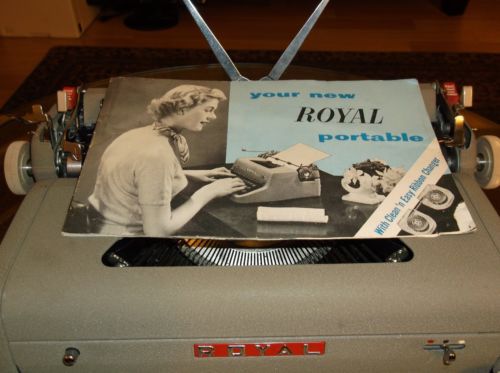 your new
ROYAL
portable
With Clean 'n Easy Ribbon Changer
ROYAL